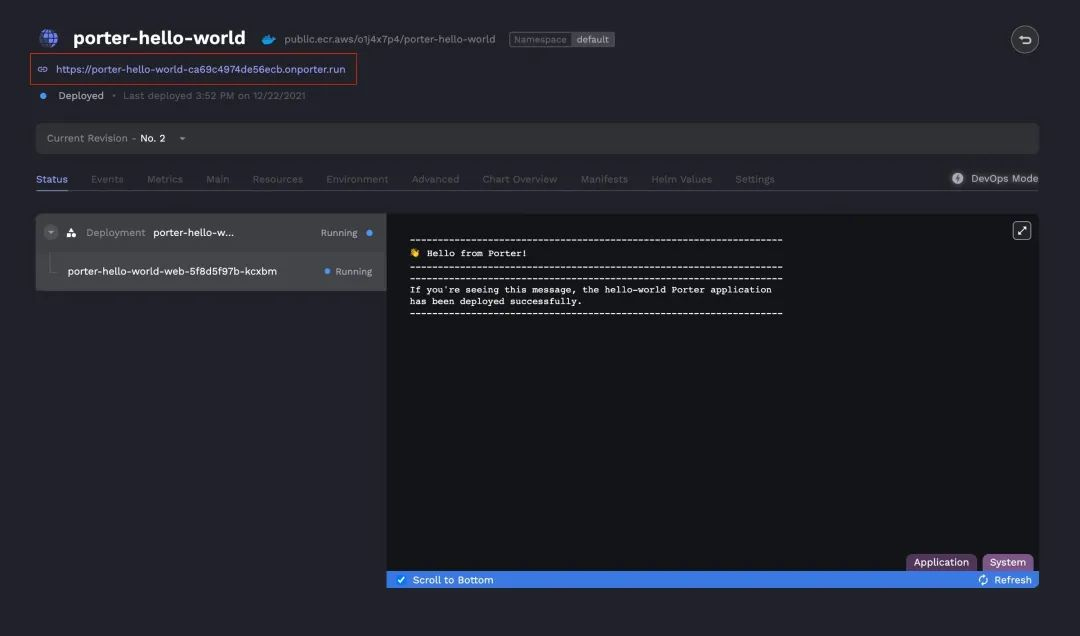 porter-hello-world public.ecr.aws/o1j4x7p4/porter-hello-world Namespace default
https://porter-hello-world-ca69c4974de56ecb.onporter.run
Deployed • Last deployed 3:52 PM on 12/22/2021
Current Revision - No. 2
Status Events Metrics Main Resources Environment Advanced Chart Overview Manifests Helm Values Settings DevOps Mode
Deployment porter-hello-w... Running
porter-hello-world-web-5f8d5f97b-kcxbm Running
-------------------------------------------------------------------
👋 Hello from Porter!
-------------------------------------------------------------------
-------------------------------------------------------------------
If you're seeing this message, the hello-world Porter application
has been deployed successfully.
-------------------------------------------------------------------
Application System
Scroll to Bottom Refresh